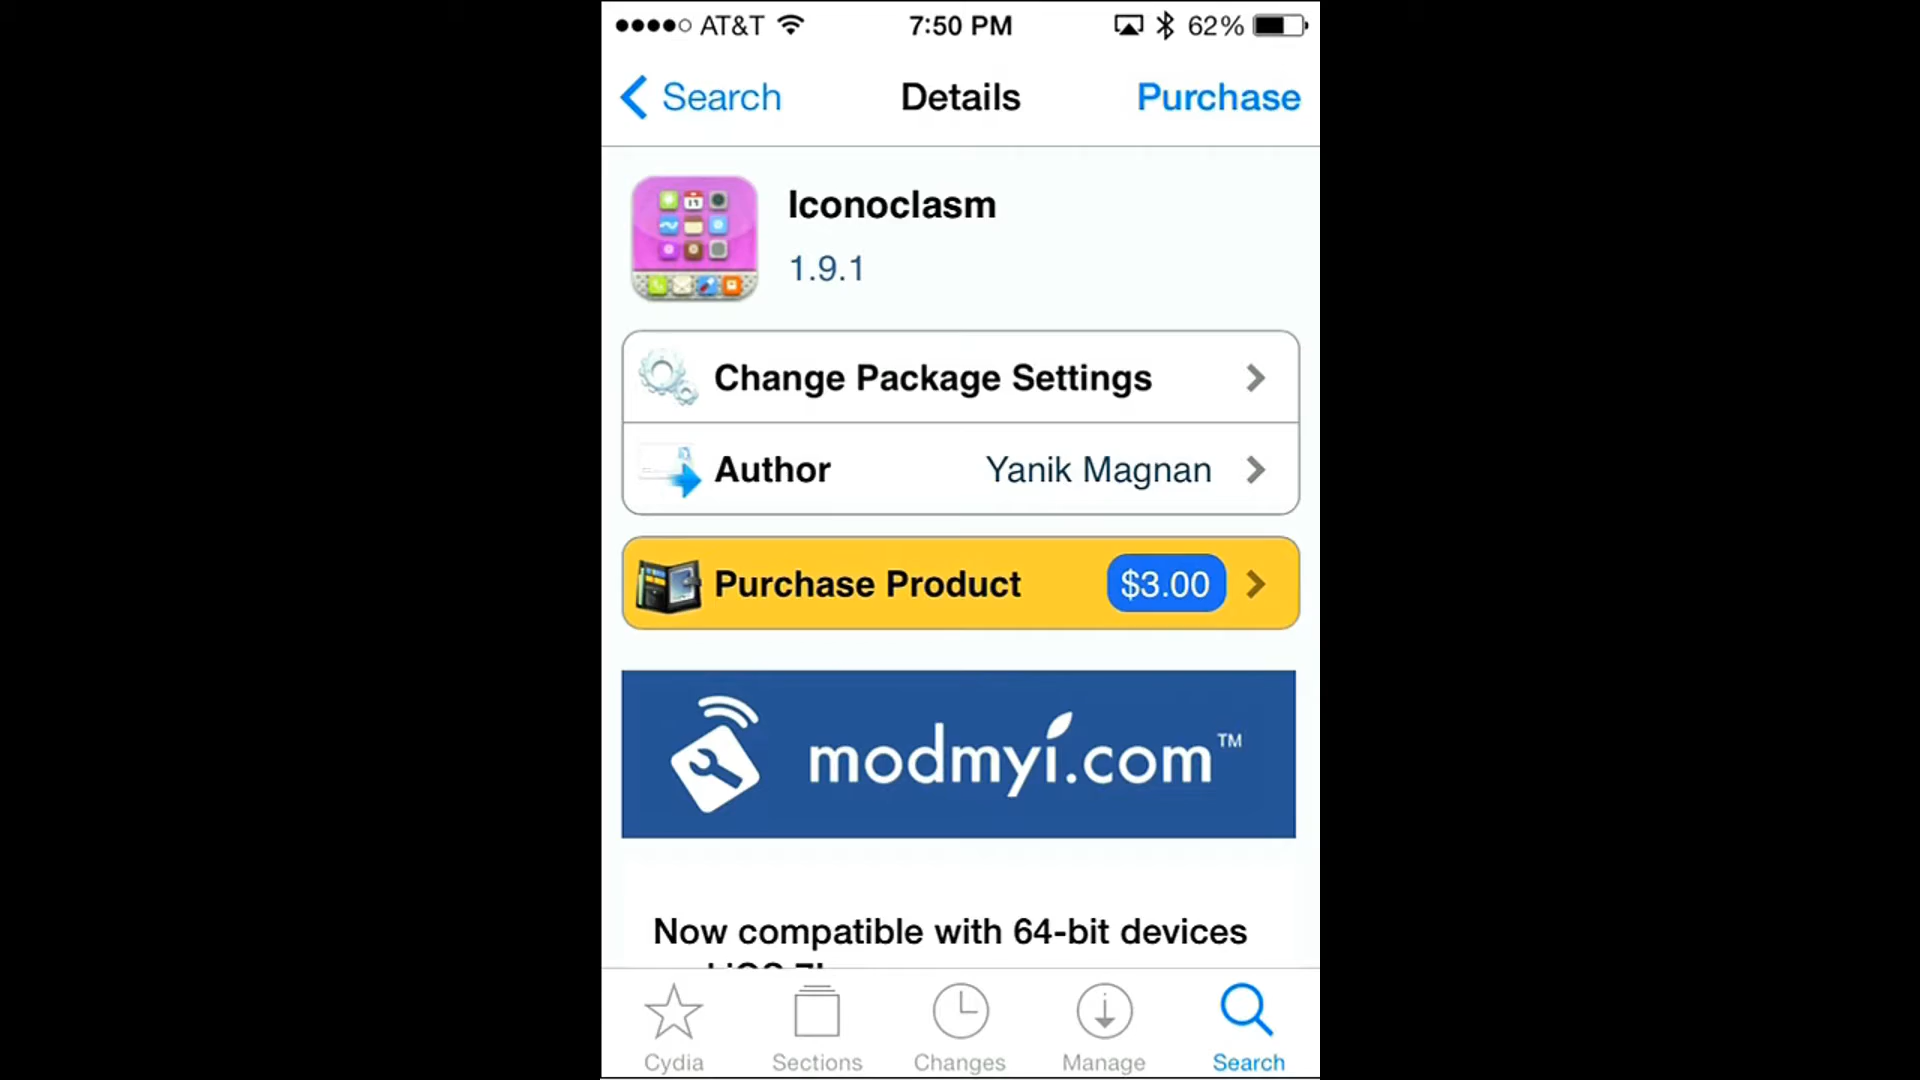 AT&T 7:50 PM 62%
Search Details Purchase
Iconoclasm
1.9.1
Change Package Settings
Author Yanik Magnan
Purchase Product $3.00
modmyi.com™
Now compatible with 64-bit devices
Cydia Sections Changes Manage Search